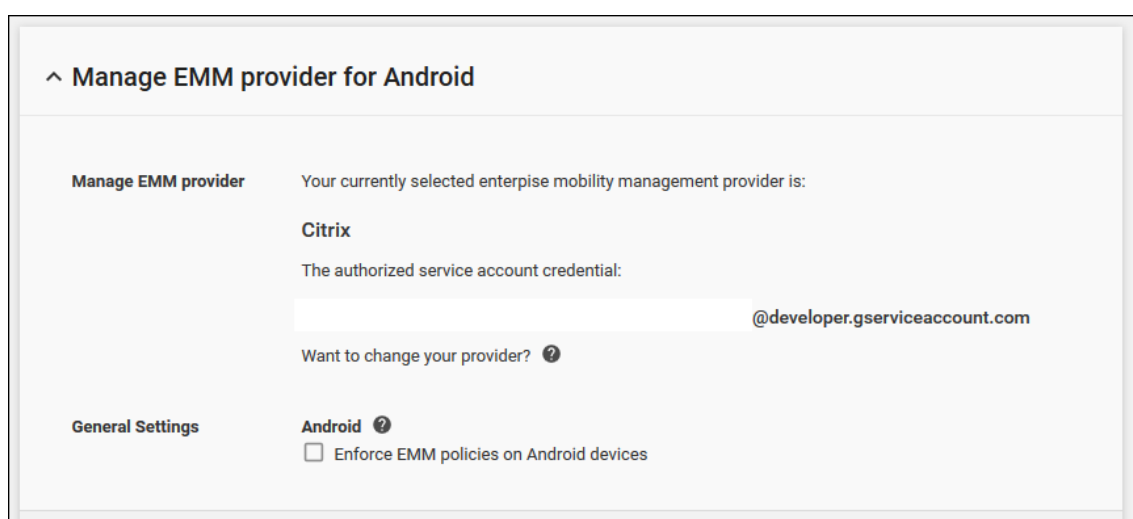 Manage EMM provider for Android
Manage EMM provider
Your currently selected enterpise mobility management provider is:
Citrix
The authorized service account credential:
@developer.gserviceaccount.com
Want to change your provider?
General Settings
Android
Enforce EMM policies on Android devices